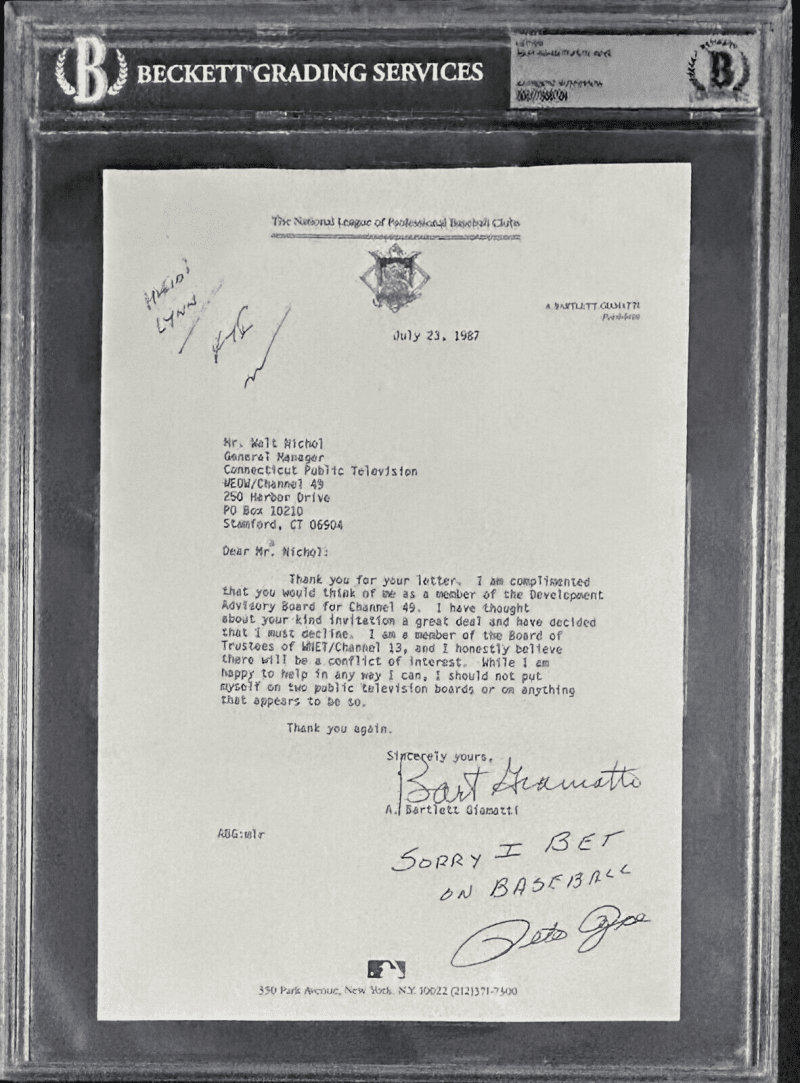 BECKETT GRADING SERVICES
The National League of Professional Baseball Clubs
HEIDI
LYNN
A. BARTLETT GIAMATTI
President
July 23, 1987
Mr. Walt Nichol
General Manager
Connecticut Public Television
WEDW/Channel 49
250 Harbor Drive
PO Box 10210
Stamford, CT 06904
Dear Mr. Nichol:
Thank you for your letter. I am complimented
that you would think of me as a member of the Development
Advisory Board for Channel 49. I have thought
about your kind invitation a great deal and have decided
that I must decline. I am a member of the Board of
Trustees of WNET/Channel 13, and I honestly believe
there will be a conflict of interest. While I am
happy to help in any way I can, I should not put
myself on two public television boards or on anything
that appears to be so.
Thank you again.
Sincerely yours,
Bart Giamatti
A. Bartlett Giamatti
ABG:mlr
SORRY I BET
ON BASEBALL
Pete Rose
350 Park Avenue, New York, N.Y. 10022 (212)371-7300